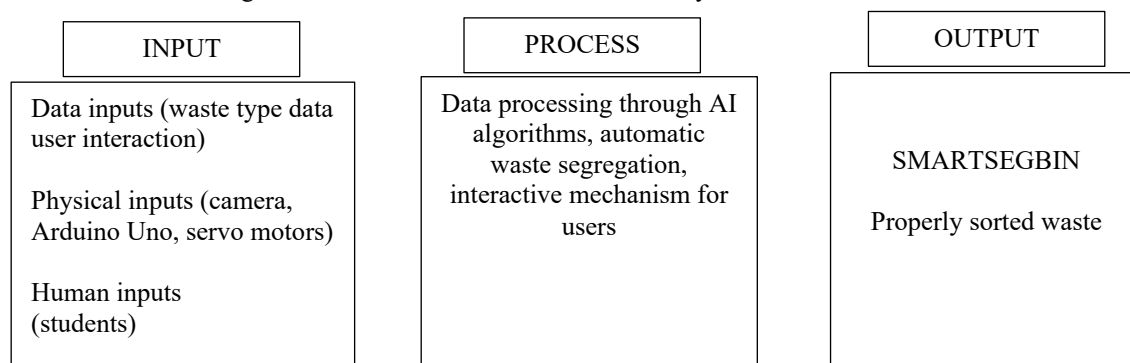 INPUT
Data inputs (waste type data
user interaction)
Physical inputs (camera,
Arduino Uno, servo motors)
Human inputs
(students)
PROCESS
Data processing through AI
algorithms, automatic
waste segregation,
interactive mechanism for
users
OUTPUT
SMARTSEGBIN
Properly sorted waste